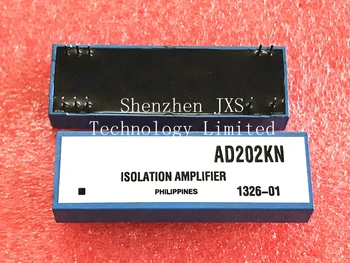 Shenzhen JXS
Technology Limited
AD202KN
ISOLATION AMPLIFIER
PHILIPPINES 1326-01